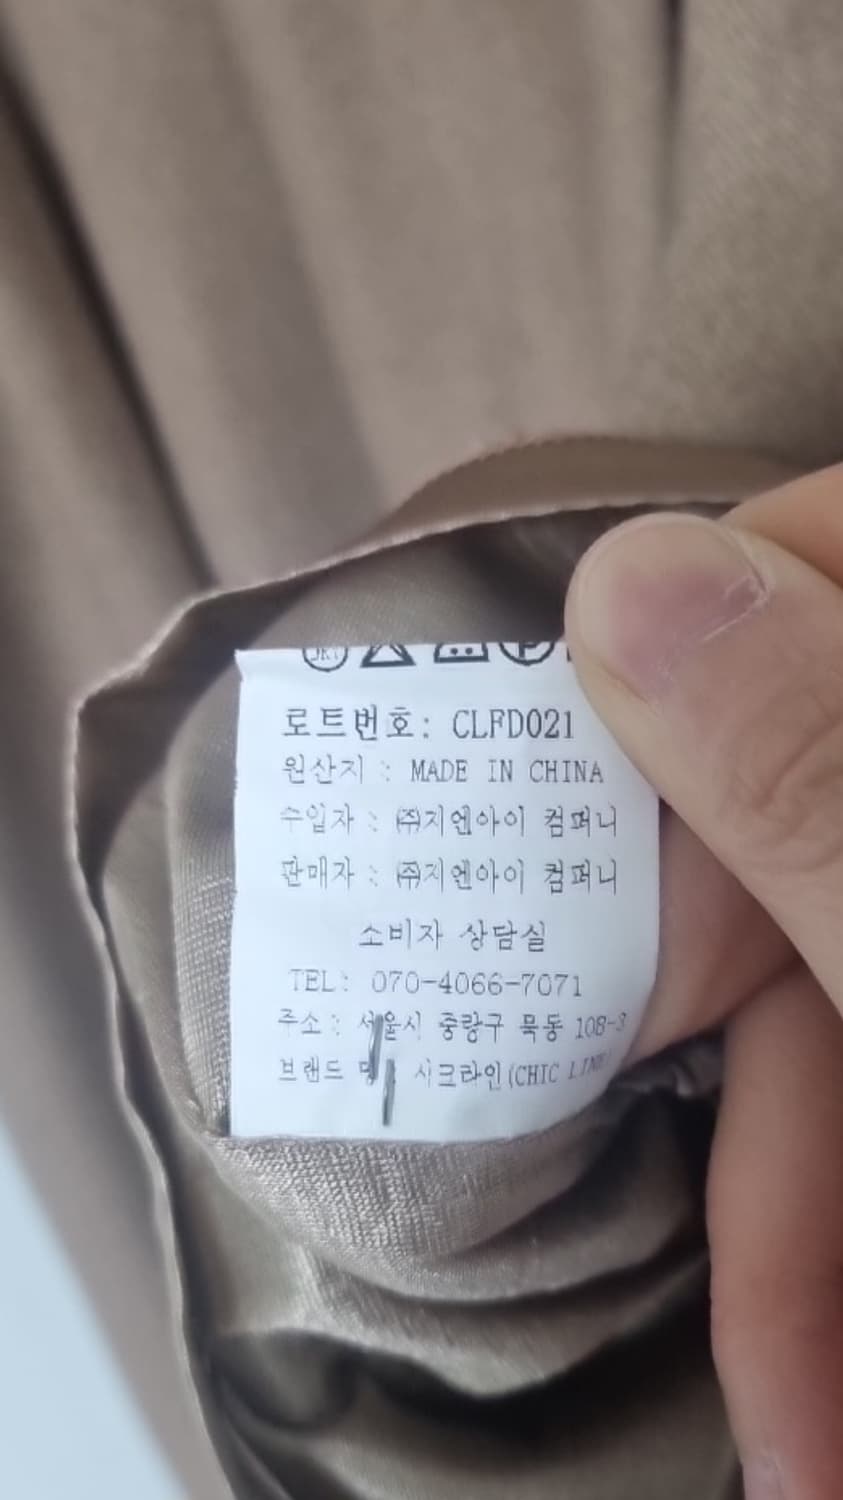 로트번호: CLFD021
원산지 : MADE IN CHINA
수입자 : ㈜지엔아이 컴퍼니
판매자 : ㈜지엔아이 컴퍼니
소비자 상담실
TEL: 070-4066-7071
주소: 서울시 중랑구 묵동 108-3
브랜드 시크라인(CHIC LINE)